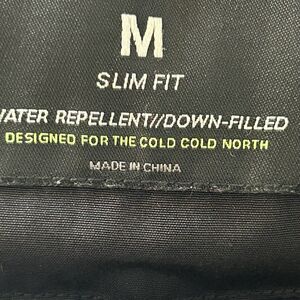 M
SLIM FIT
WATER REPELLENT//DOWN-FILLED
DESIGNED FOR THE COLD COLD NORTH
MADE IN CHINA